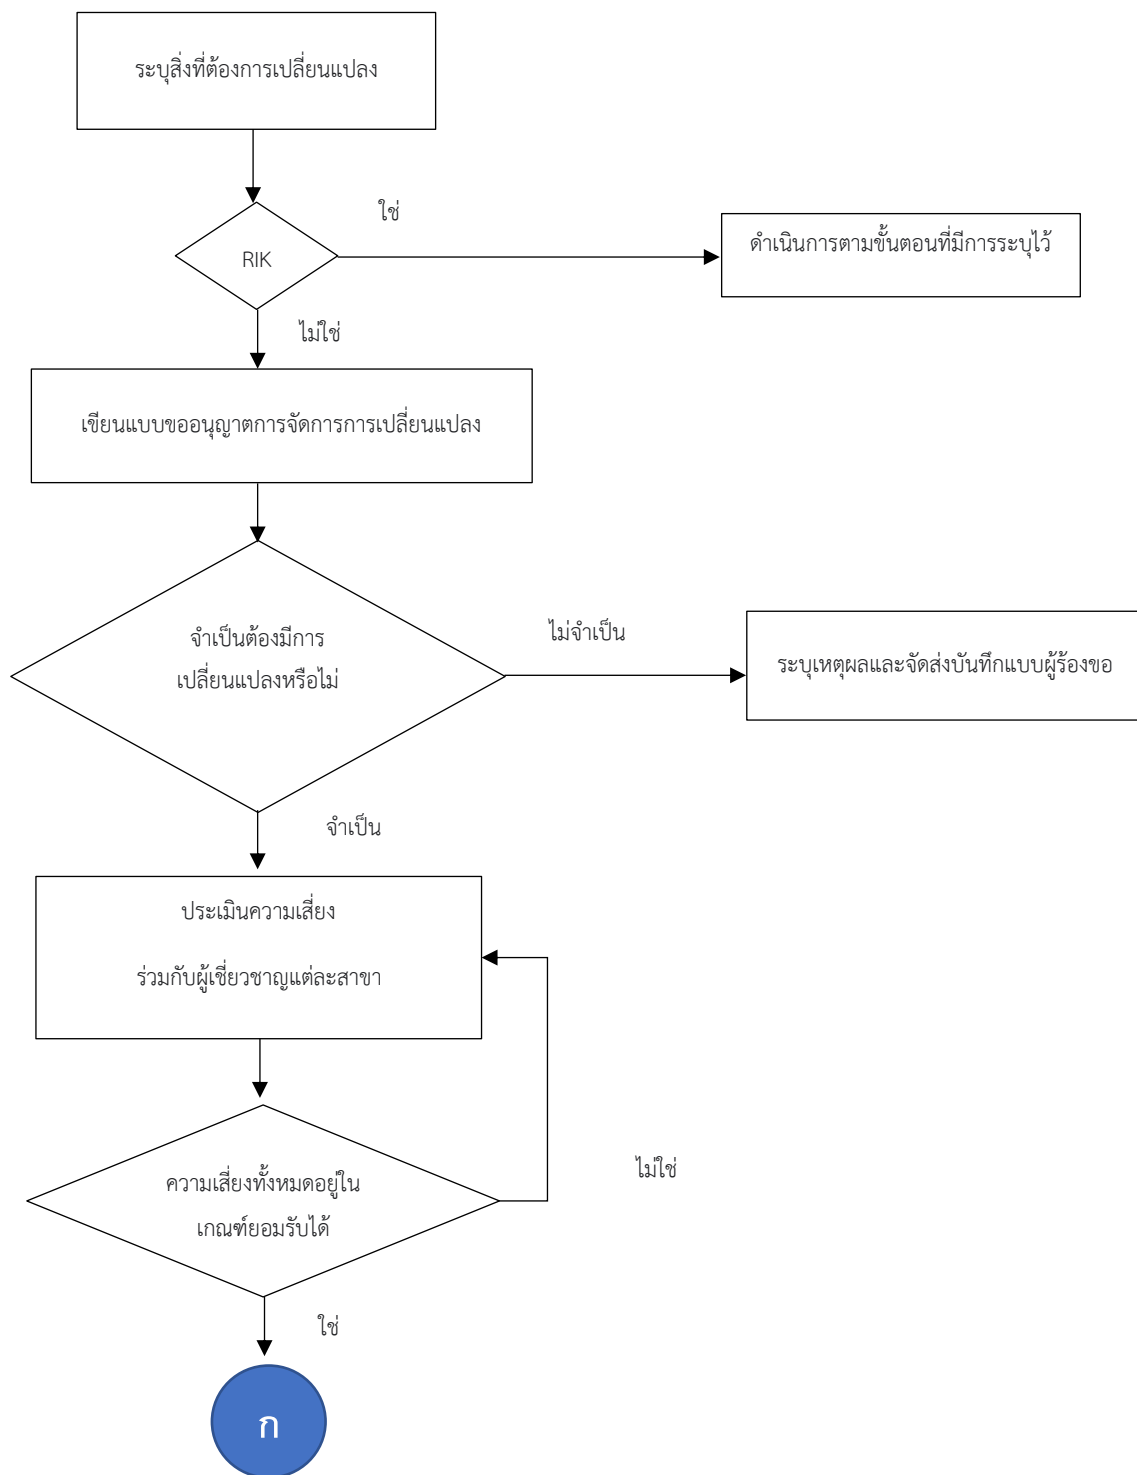 ระบุสิ่งที่ต้องการเปลี่ยนแปลง
ใช่
RIK
ดำเนินการตามขั้นตอนที่มีการระบุไว้
ไม่ใช่
เขียนแบบขออนุญาตการจัดการการเปลี่ยนแปลง
จำเป็นต้องมีการ
เปลี่ยนแปลงหรือไม่
ไม่จำเป็น
ระบุเหตุผลและจัดส่งบันทึกแบบผู้ร้องขอ
จำเป็น
ประเมินความเสี่ยง
ร่วมกับผู้เชี่ยวชาญแต่ละสาขา
ความเสี่ยงทั้งหมดอยู่ใน
เกณฑ์ยอมรับได้
ไม่ใช่
ใช่
ก